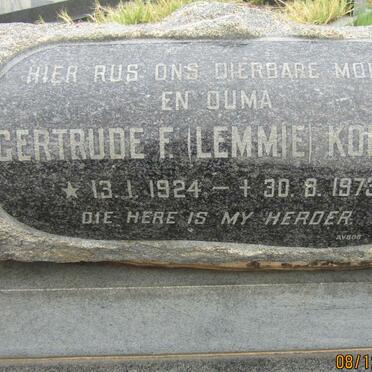 HIER RUS ONS DIERBARE MO
EN OUMA
GERTRUDE F. (LEMMIE) KO
★ 13.1.1924 – ✝ 30.8.1973
DIE HERE IS MY HERDER
AVBOB
08/1